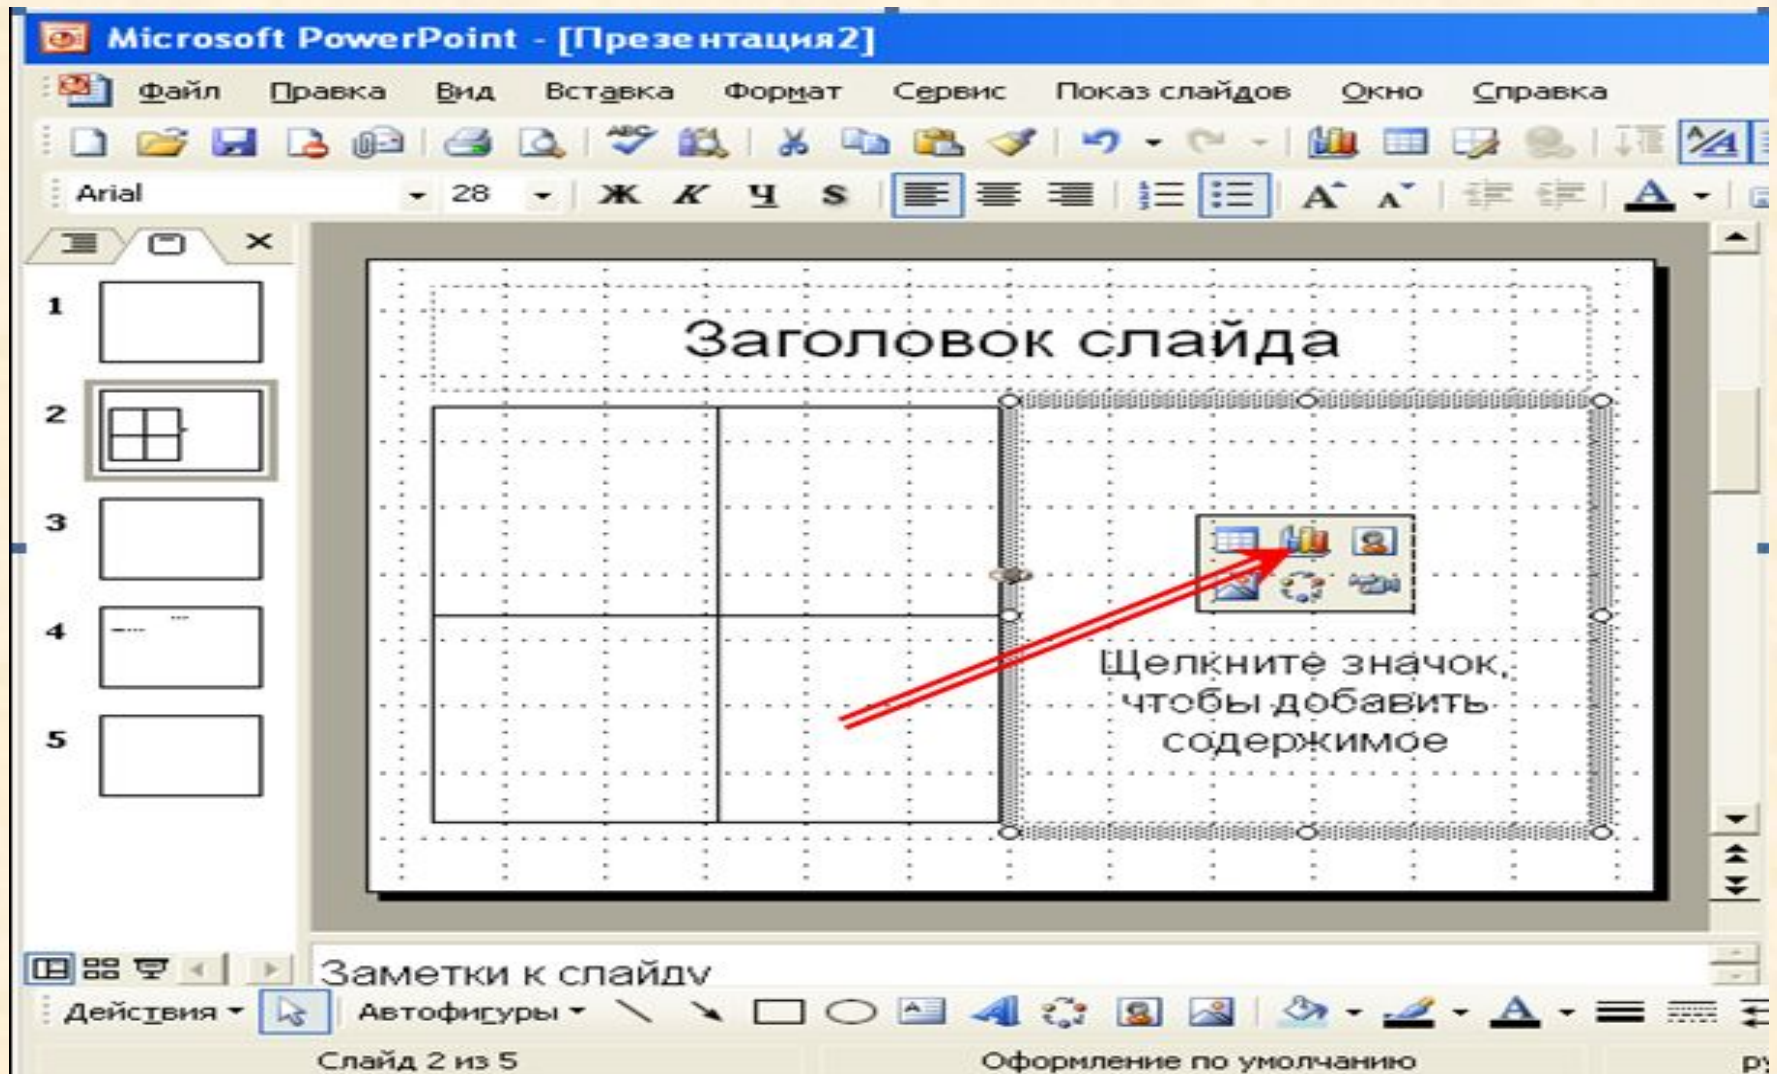 Microsoft PowerPoint - [Презентация2]
Файл Правка Вид Вставка Формат Сервис Показ слайдов Окно Справка
ABC
Arial 28 Ж К Ч S A A A
1
2
3
4
5
Заголовок слайда
Щелкните значок,
чтобы добавить
содержимое
Заметки к слайду
Действия Автофигуры
Слайд 2 из 5 Оформление по умолчанию